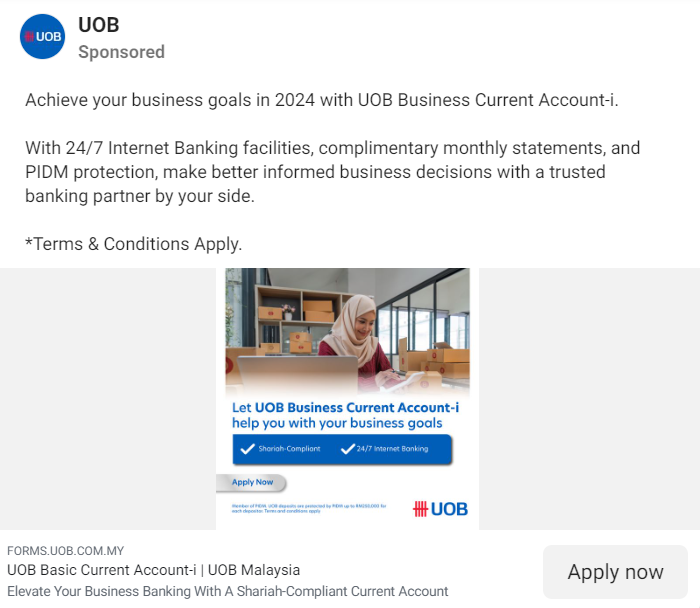 UOB
UOB
Sponsored
Achieve your business goals in 2024 with UOB Business Current Account-i.
With 24/7 Internet Banking facilities, complimentary monthly statements, and
PIDM protection, make better informed business decisions with a trusted
banking partner by your side.
*Terms & Conditions Apply.
Let UOB Business Current Account-i
help you with your business goals
Shariah-Compliant
24/7 Internet Banking
Apply Now
Member of PIDM. UOB deposits are protected by PIDM up to RM250,000 for
each depositor. Terms and conditions apply
UOB
FORMS.UOB.COM.MY
UOB Basic Current Account-i | UOB Malaysia
Elevate Your Business Banking With A Shariah-Compliant Current Account
Apply now